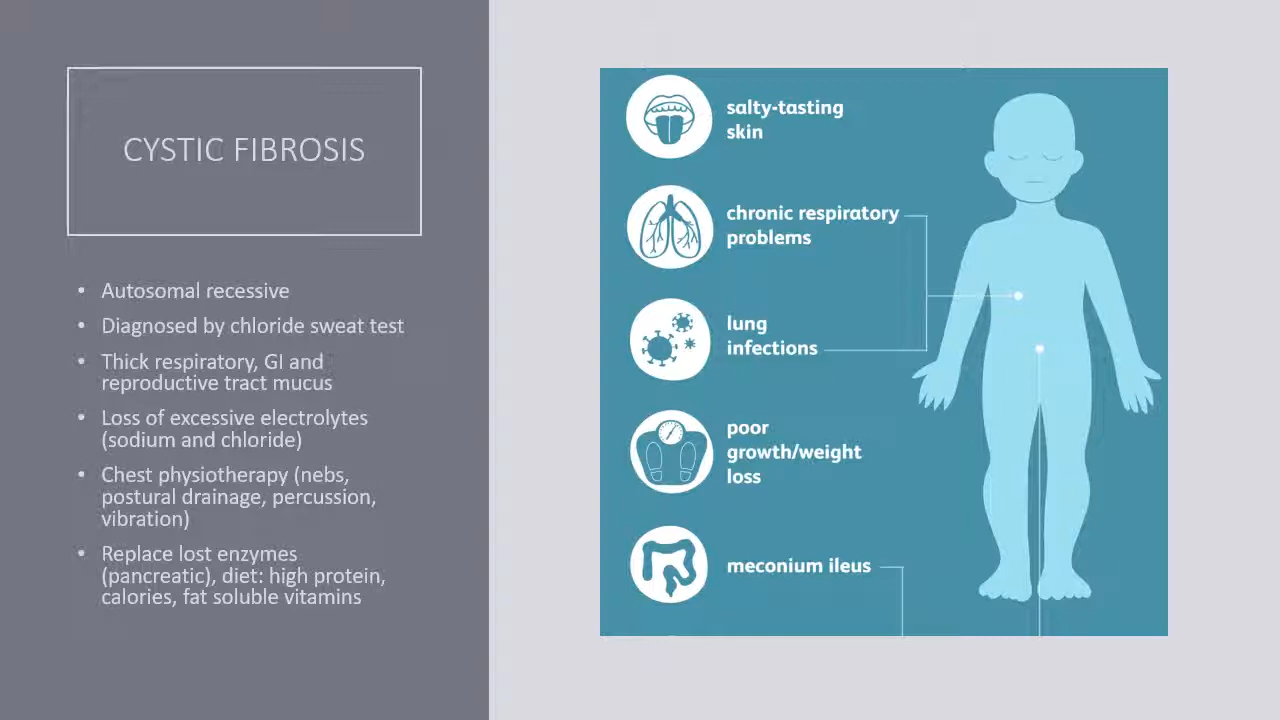 CYSTIC FIBROSIS
• Autosomal recessive
• Diagnosed by chloride sweat test
• Thick respiratory, GI and
reproductive tract mucus
• Loss of excessive electrolytes
(sodium and chloride)
• Chest physiotherapy (nebs,
postural drainage, percussion,
vibration)
• Replace lost enzymes
(pancreatic), diet: high protein,
calories, fat soluble vitamins
salty-tasting
skin
chronic respiratory
problems
lung
infections
poor
growth/weight
loss
meconium ileus